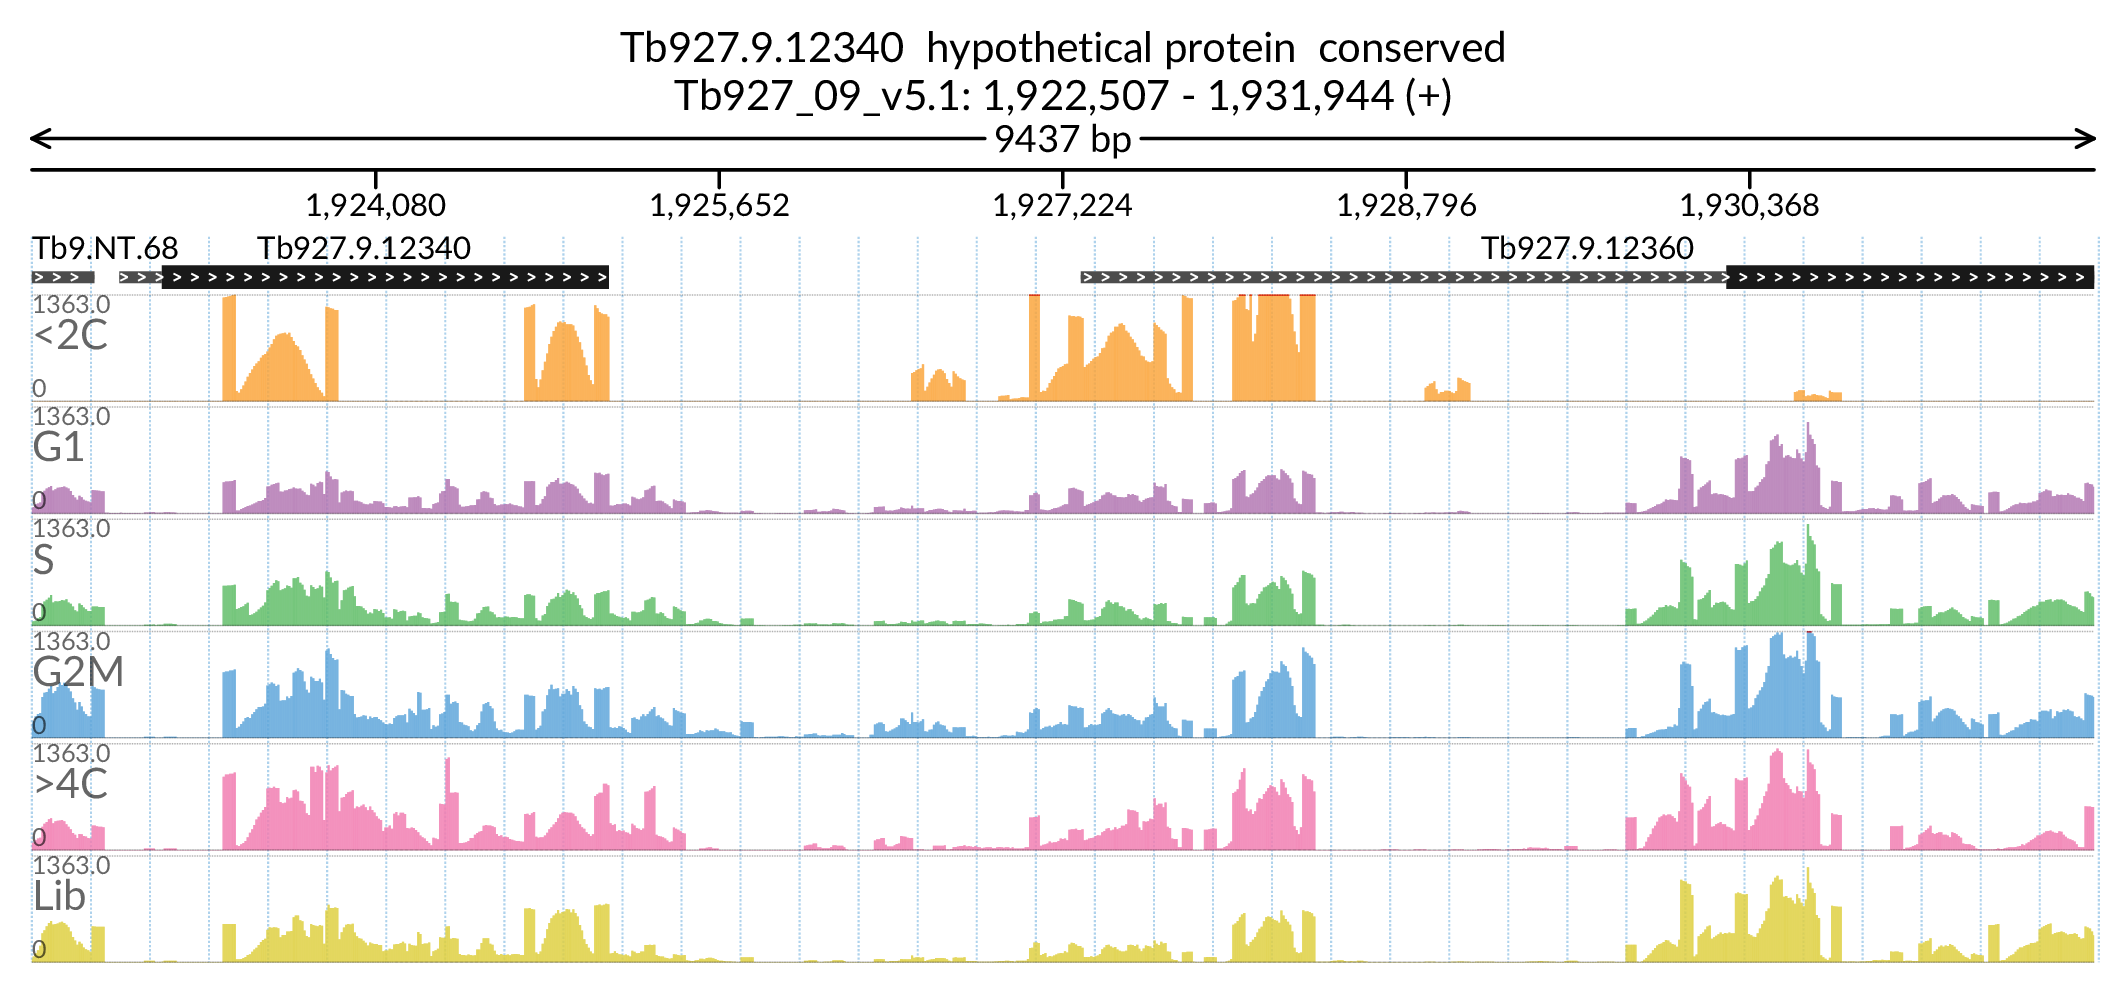 Tb927.9.12340 hypothetical protein conserved
Tb927_09_v5.1: 1,922,507 - 1,931,944 (+)
9437 bp
1,924,080 1,925,652 1,927,224 1,928,796 1,930,368
Tb9.NT.68 Tb927.9.12340 Tb927.9.12360
1363.0
<2C
0
1363.0
G1
0
1363.0
S
0
1363.0
G2M
0
1363.0
>4C
0
1363.0
Lib
0